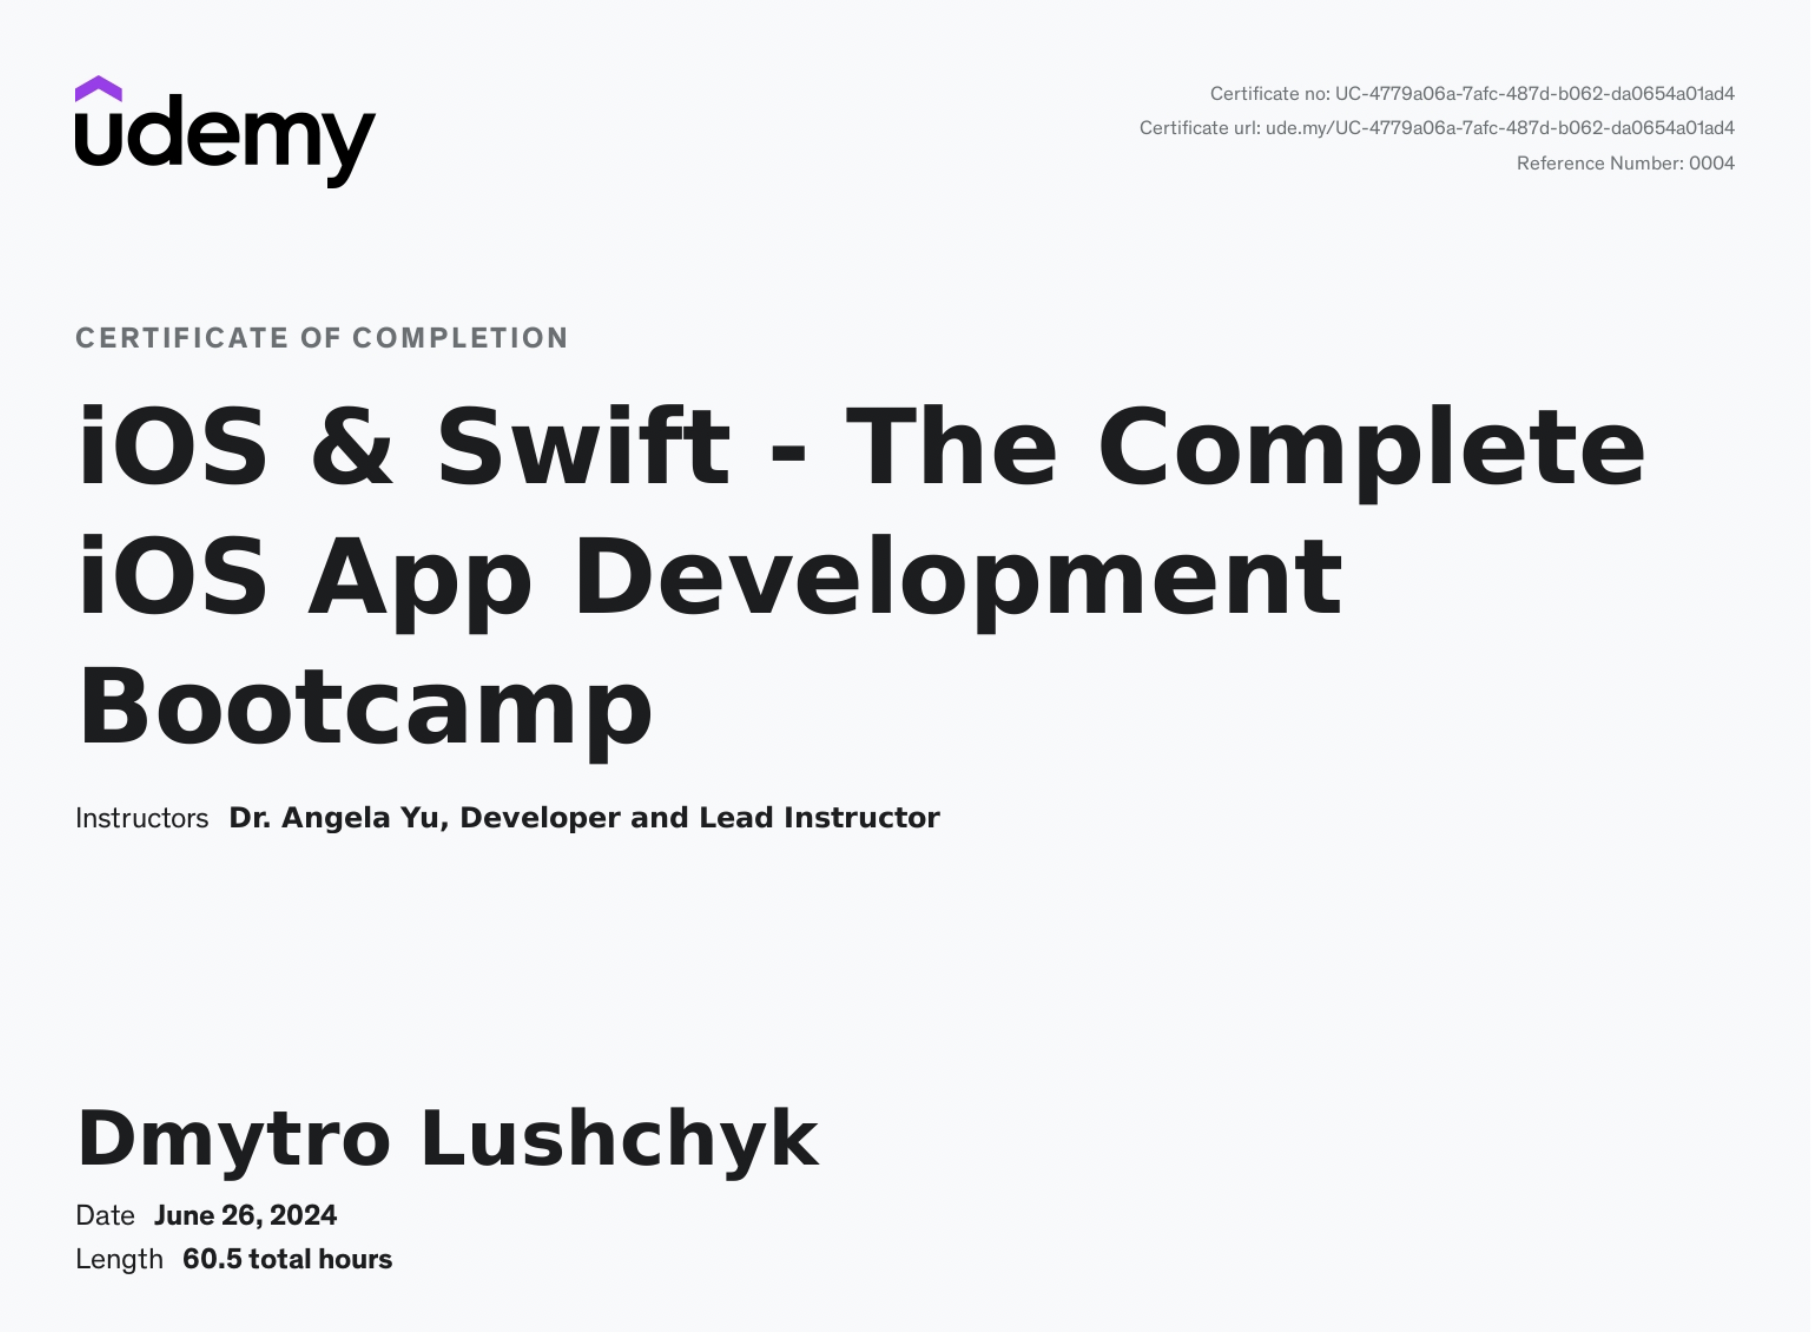 udemy
Certificate no: UC-4779a06a-7afc-487d-b062-da0654a01ad4
Certificate url: ude.my/UC-4779a06a-7afc-487d-b062-da0654a01ad4
Reference Number: 0004
CERTIFICATE OF COMPLETION
iOS & Swift - The Complete
iOS App Development
Bootcamp
Instructors Dr. Angela Yu, Developer and Lead Instructor
Dmytro Lushchyk
Date June 26, 2024
Length 60.5 total hours